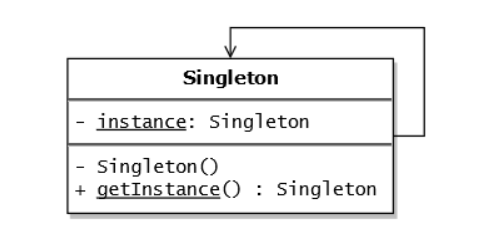 Singleton
- instance: Singleton
- Singleton()
+ getInstance() : Singleton